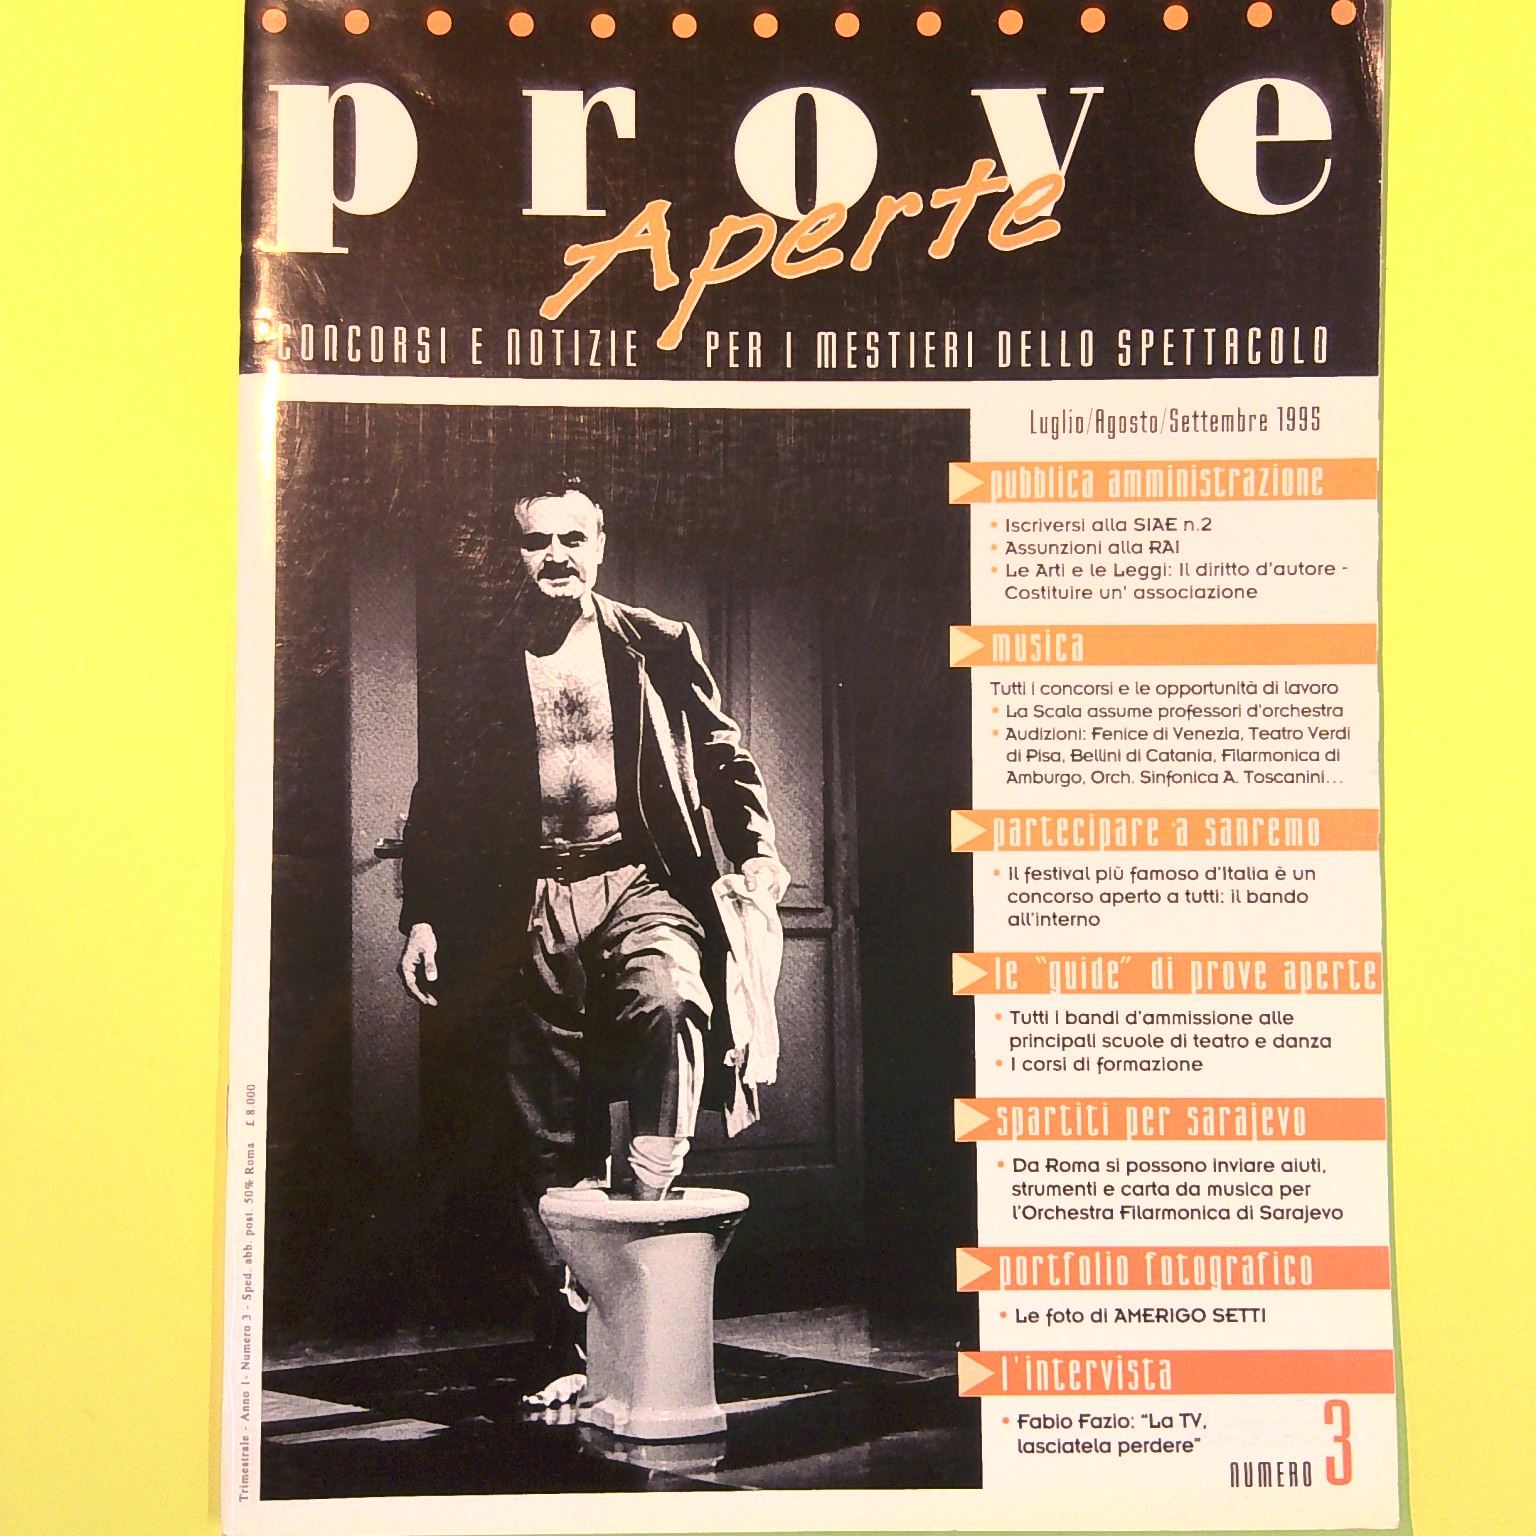 prove
Aperte
CONCORSI E NOTIZIE PER I MESTIERI DELLO SPETTACOLO
Luglio/Agosto/Settembre 1995
pubblica amministrazione
• Iscriversi alla SIAE n.2
• Assunzioni alla RAI
• Le Arti e le Leggi: Il diritto d'autore -
Costituire un' associazione
musica
Tutti i concorsi e le opportunità di lavoro
• La Scala assume professori d'orchestra
• Audizioni: Fenice di Venezia, Teatro Verdi
di Pisa, Bellini di Catania, Filarmonica di
Amburgo, Orch. Sinfonica A. Toscanini...
partecipare a sanremo
• Il festival più famoso d'Italia è un
concorso aperto a tutti: il bando
all'interno
le "guide" di prove aperte
• Tutti i bandi d'ammissione alle
principali scuole di teatro e danza
• I corsi di formazione
spartiti per sarajevo
• Da Roma si possono inviare aiuti,
strumenti e carta da musica per
l'Orchestra Filarmonica di Sarajevo
portfolio fotografico
• Le foto di AMERIGO SETTI
l'intervista
• Fabio Fazio: "La TV,
lasciatela perdere"
NUMERO 3
Trimestrale - Anno 1 - Numero 3 - Sped. abb. post. 50% Roma £ 8.000